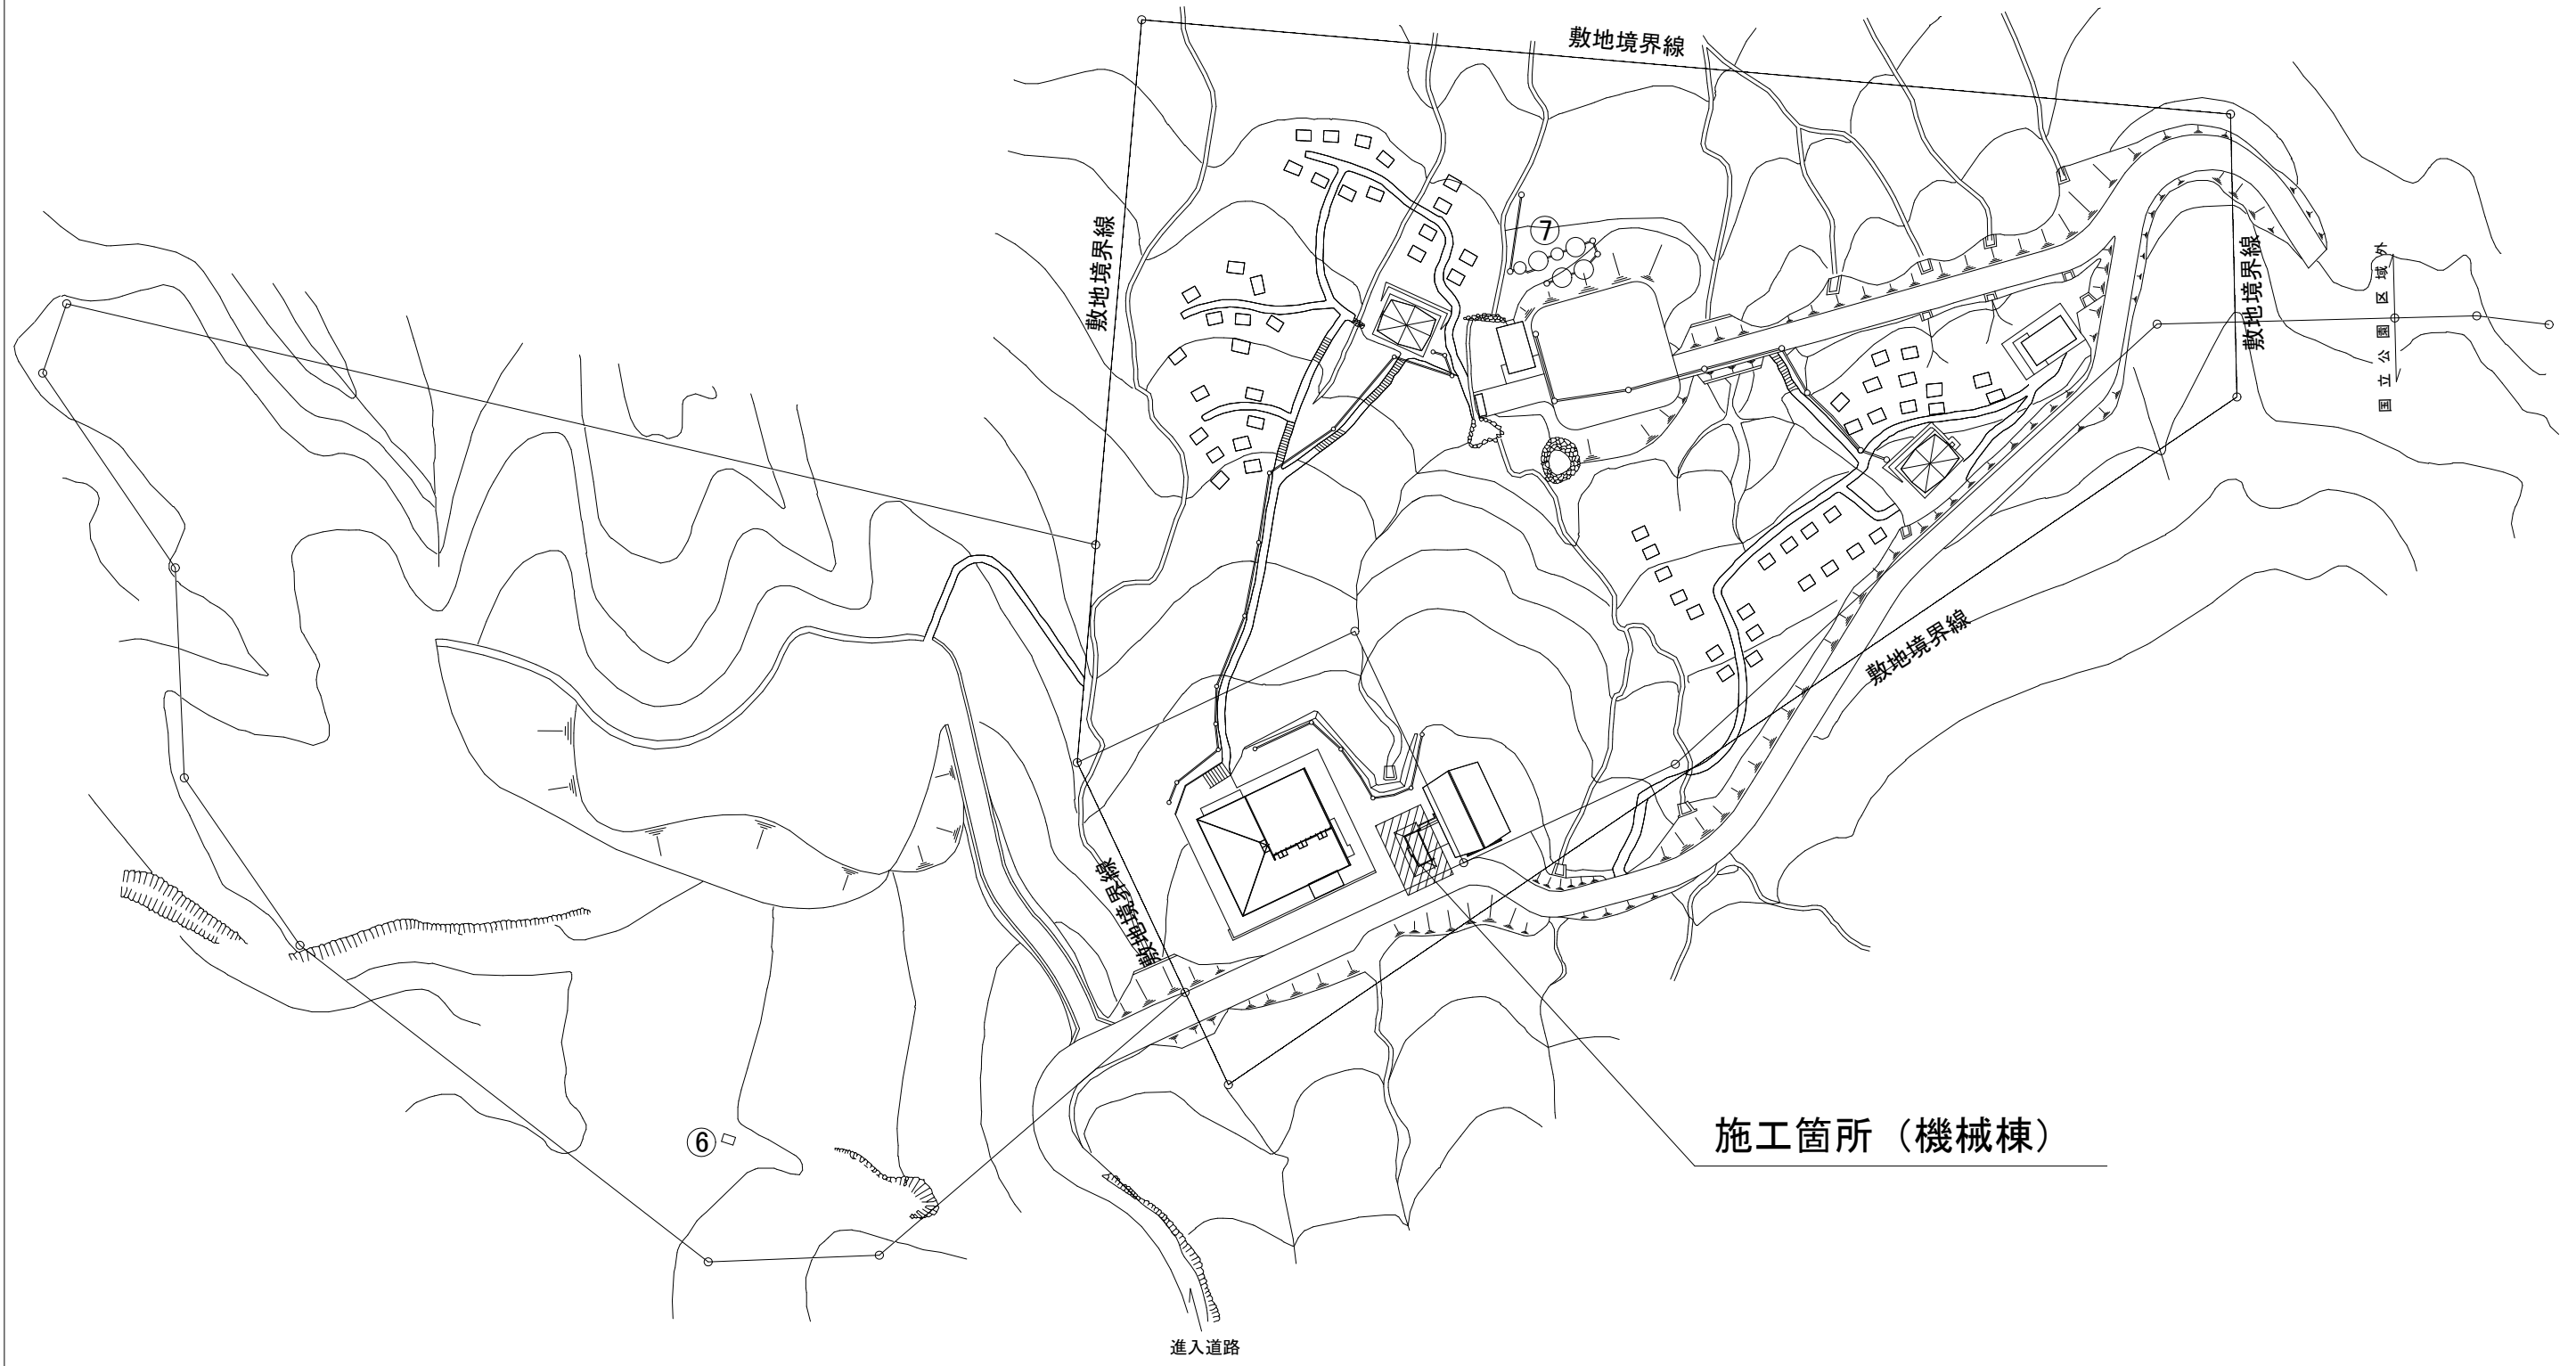 敷地境界線
敷地境界線
⑦
敷地境界線
国立公園区域外
敷地境界線
敷地境界線
施工箇所（機械棟）
⑥
進入道路